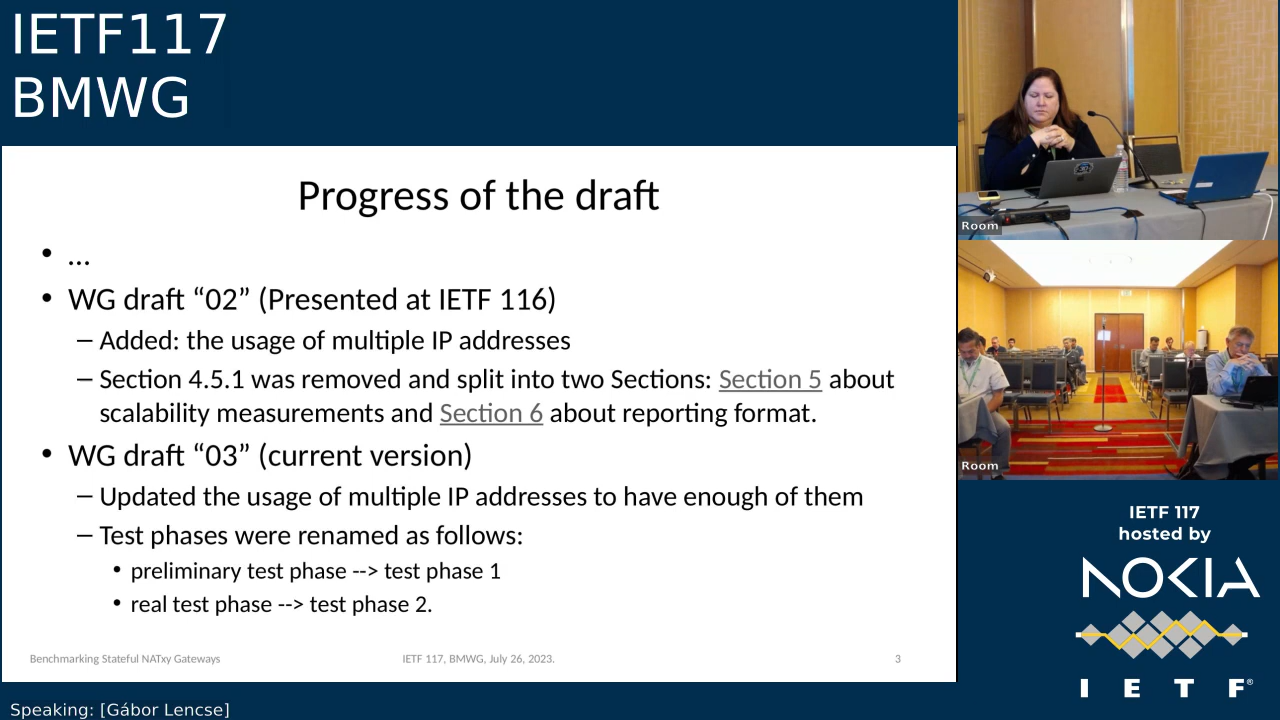 IETF117
BMWG
Progress of the draft
• …
• WG draft “02” (Presented at IETF 116)
– Added: the usage of multiple IP addresses
– Section 4.5.1 was removed and split into two Sections: Section 5 about
scalability measurements and Section 6 about reporting format.
• WG draft “03” (current version)
– Updated the usage of multiple IP addresses to have enough of them
– Test phases were renamed as follows:
• preliminary test phase --> test phase 1
• real test phase --> test phase 2.
Benchmarking Stateful NATxy Gateways
IETF 117, BMWG, July 26, 2023.
3
Speaking: [Gábor Lencse]
Room
Room
IETF 117
hosted by
NOKIA
I E T F®